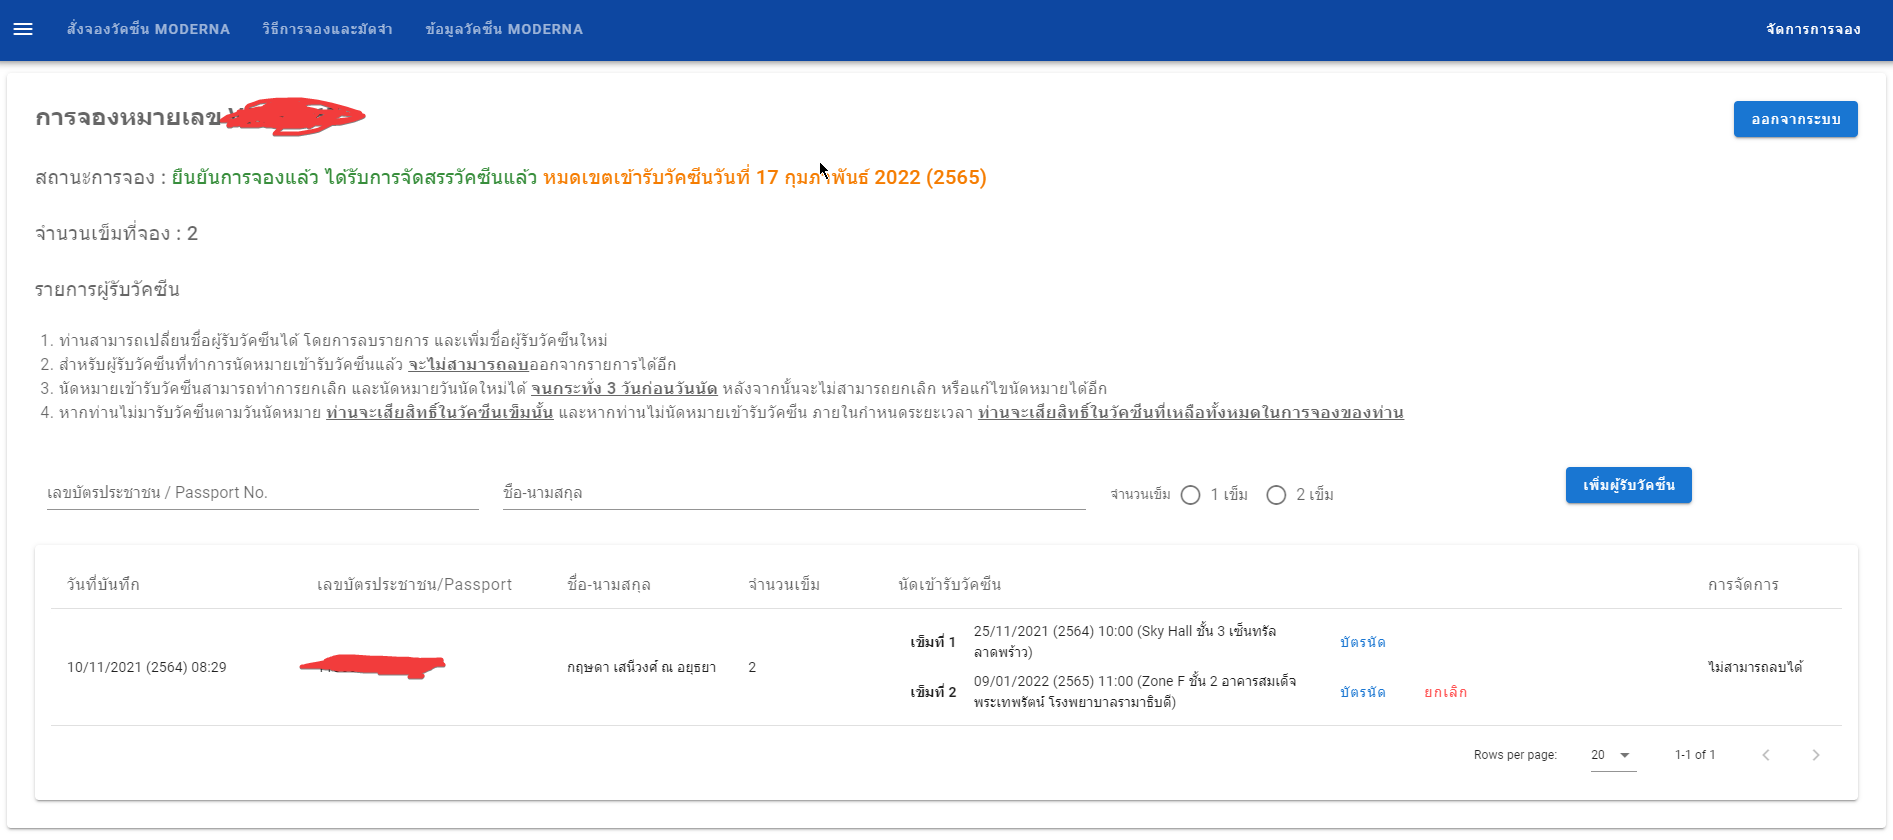 สั่งจองวัคซีน MODERNA วิธีการจองและมัดจำ ข้อมูลวัคซีน MODERNA จัดการการจอง
การจองหมายเลข
ออกจากระบบ
สถานะการจอง : ยืนยันการจองแล้ว ได้รับการจัดสรรวัคซีนแล้ว หมดเขตเข้ารับวัคซีนวันที่ 17 กุมภาพันธ์ 2022 (2565)
จำนวนเข็มที่จอง : 2
รายการผู้รับวัคซีน
1. ท่านสามารถเปลี่ยนชื่อผู้รับวัคซีนได้ โดยการลบรายการ และเพิ่มชื่อผู้รับวัคซีนใหม่
2. สำหรับผู้รับวัคซีนที่ทำการนัดหมายเข้ารับวัคซีนแล้ว จะไม่สามารถลบออกจากรายการได้อีก
3. นัดหมายเข้ารับวัคซีนสามารถทำการยกเลิก และนัดหมายวันนัดใหม่ได้ จนกระทั่ง 3 วันก่อนวันนัด หลังจากนั้นจะไม่สามารถยกเลิก หรือแก้ไขนัดหมายได้อีก
4. หากท่านไม่มารับวัคซีนตามวันนัดหมาย ท่านจะเสียสิทธิ์ในวัคซีนเข็มนั้น และหากท่านไม่นัดหมายเข้ารับวัคซีน ภายในกำหนดระยะเวลา ท่านจะเสียสิทธิ์ในวัคซีนที่เหลือทั้งหมดในการจองของท่าน
เลขบัตรประชาชน / Passport No. ชื่อ-นามสกุล จำนวนเข็ม 1 เข็ม 2 เข็ม เพิ่มผู้รับวัคซีน
วันที่บันทึก เลขบัตรประชาชน/Passport ชื่อ-นามสกุล จำนวนเข็ม นัดเข้ารับวัคซีน การจัดการ
10/11/2021 (2564) 08:29 กฤษดา เสนีวงศ์ ณ อยุธยา 2
เข็มที่ 1 25/11/2021 (2564) 10:00 (Sky Hall ชั้น 3 เซ็นทรัล
ลาดพร้าว) บัตรนัด
เข็มที่ 2 09/01/2022 (2565) 11:00 (Zone F ชั้น 2 อาคารสมเด็จ
พระเทพรัตน์ โรงพยาบาลรามาธิบดี) บัตรนัด ยกเลิก
ไม่สามารถลบได้
Rows per page: 20 1-1 of 1